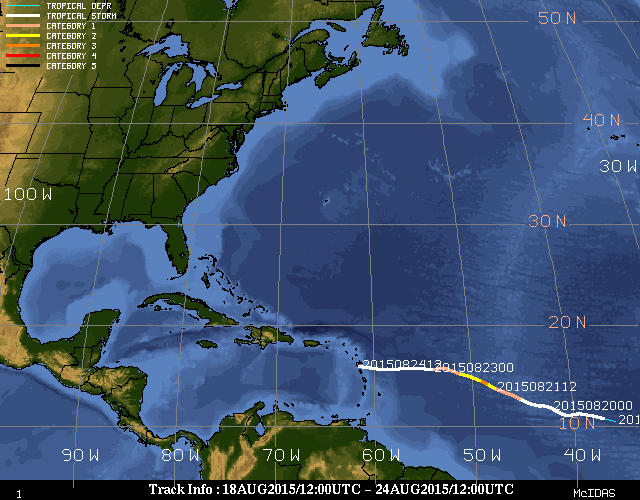 TROPICAL DEPR
TROPICAL STORM
CATEGORY 1
CATEGORY 2
CATEGORY 3
CATEGORY 4
CATEGORY 5
50 N
40 N
30 W
100 W
30 N
20 N
2015082412
2015082300
2015082112
2015082000
201
10 N
90 W
80 W
70 W
60 W
50 W
40 W
1
Track Info : 18AUG2015/12:00UTC - 24AUG2015/12:00UTC
McIDAS